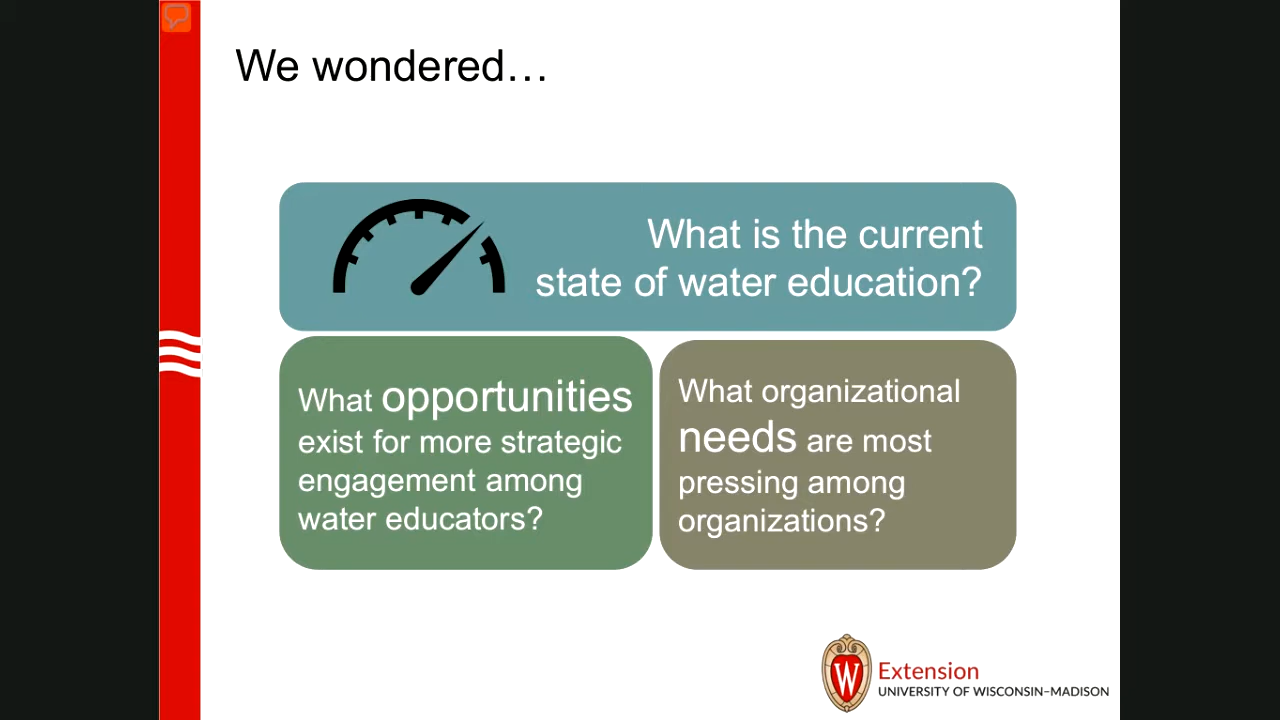 We wondered…
What is the current
state of water education?
What opportunities
exist for more strategic
engagement among
water educators?
What organizational
needs are most
pressing among
organizations?
W
Extension
UNIVERSITY OF WISCONSIN–MADISON